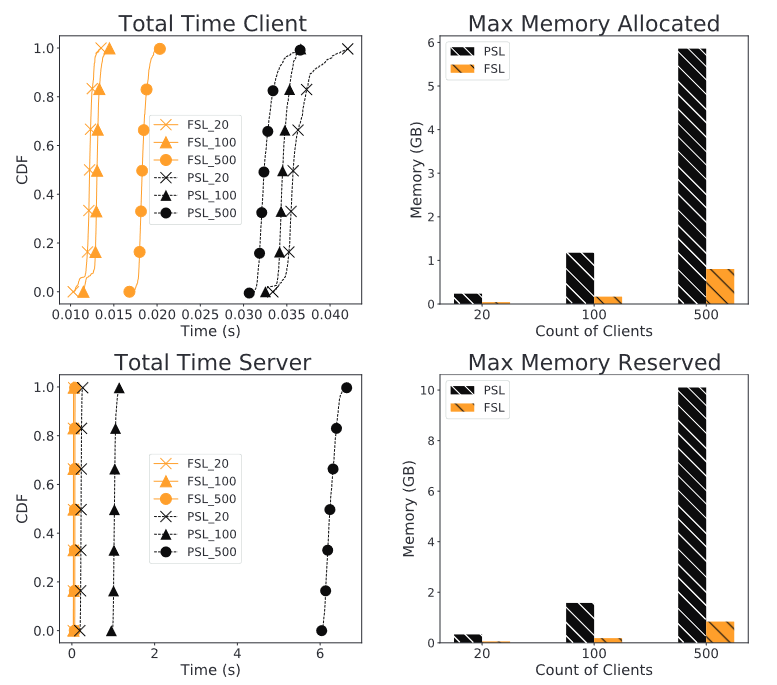 Total Time Client
CDF
1.0
0.8
0.6
0.4
0.2
0.0
FSL_20
FSL_100
FSL_500
PSL_20
PSL_100
PSL_500
0.010 0.015 0.020 0.025 0.030 0.035 0.040
Time (s)
Max Memory Allocated
Memory (GB)
6
5
4
3
2
1
0
PSL
FSL
20 100 500
Count of Clients
Total Time Server
CDF
1.0
0.8
0.6
0.4
0.2
0.0
FSL_20
FSL_100
FSL_500
PSL_20
PSL_100
PSL_500
0 2 4 6
Time (s)
Max Memory Reserved
Memory (GB)
10
8
6
4
2
0
PSL
FSL
20 100 500
Count of Clients